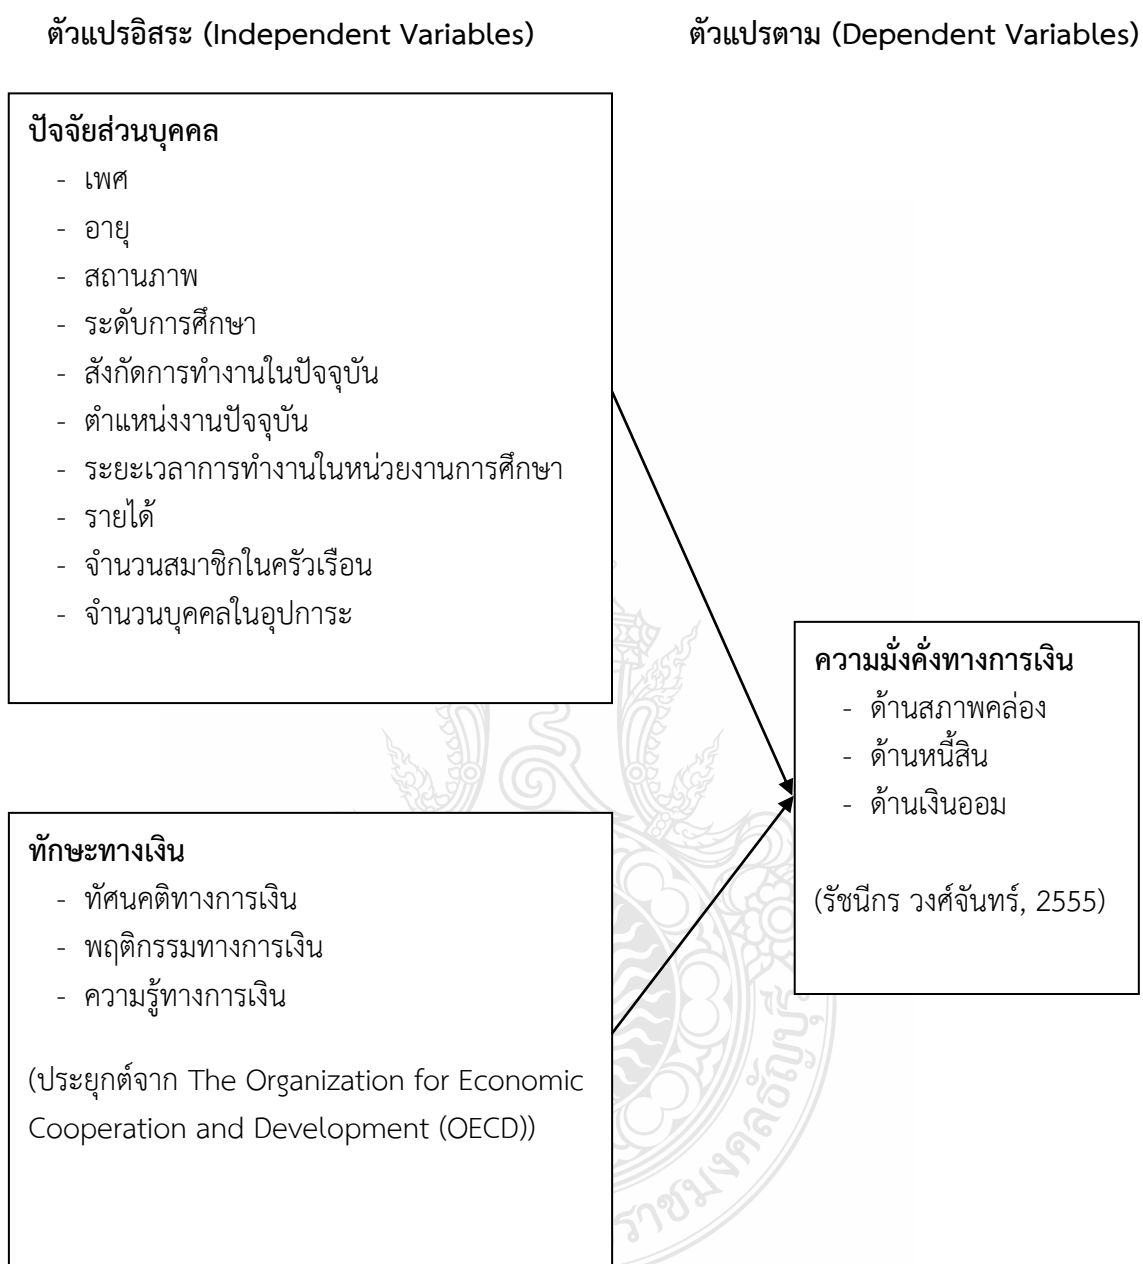 ตัวแปรอิสระ (Independent Variables)
ตัวแปรตาม (Dependent Variables)
ปัจจัยส่วนบุคคล
- เพศ
- อายุ
- สถานภาพ
- ระดับการศึกษา
- สังกัดการทำงานในปัจจุบัน
- ตำแหน่งงานปัจจุบัน
- ระยะเวลาการทำงานในหน่วยงานการศึกษา
- รายได้
- จำนวนสมาชิกในครัวเรือน
- จำนวนบุคคลในอุปการะ
ทักษะทางเงิน
- ทัศนคติทางการเงิน
- พฤติกรรมทางการเงิน
- ความรู้ทางการเงิน
(ประยุกต์จาก The Organization for Economic
Cooperation and Development (OECD))
ความมั่งคั่งทางการเงิน
- ด้านสภาพคล่อง
- ด้านหนี้สิน
- ด้านเงินออม
(รัชนีกร วงศ์จันทร์, 2555)
ราชมงคลธัญบุรี